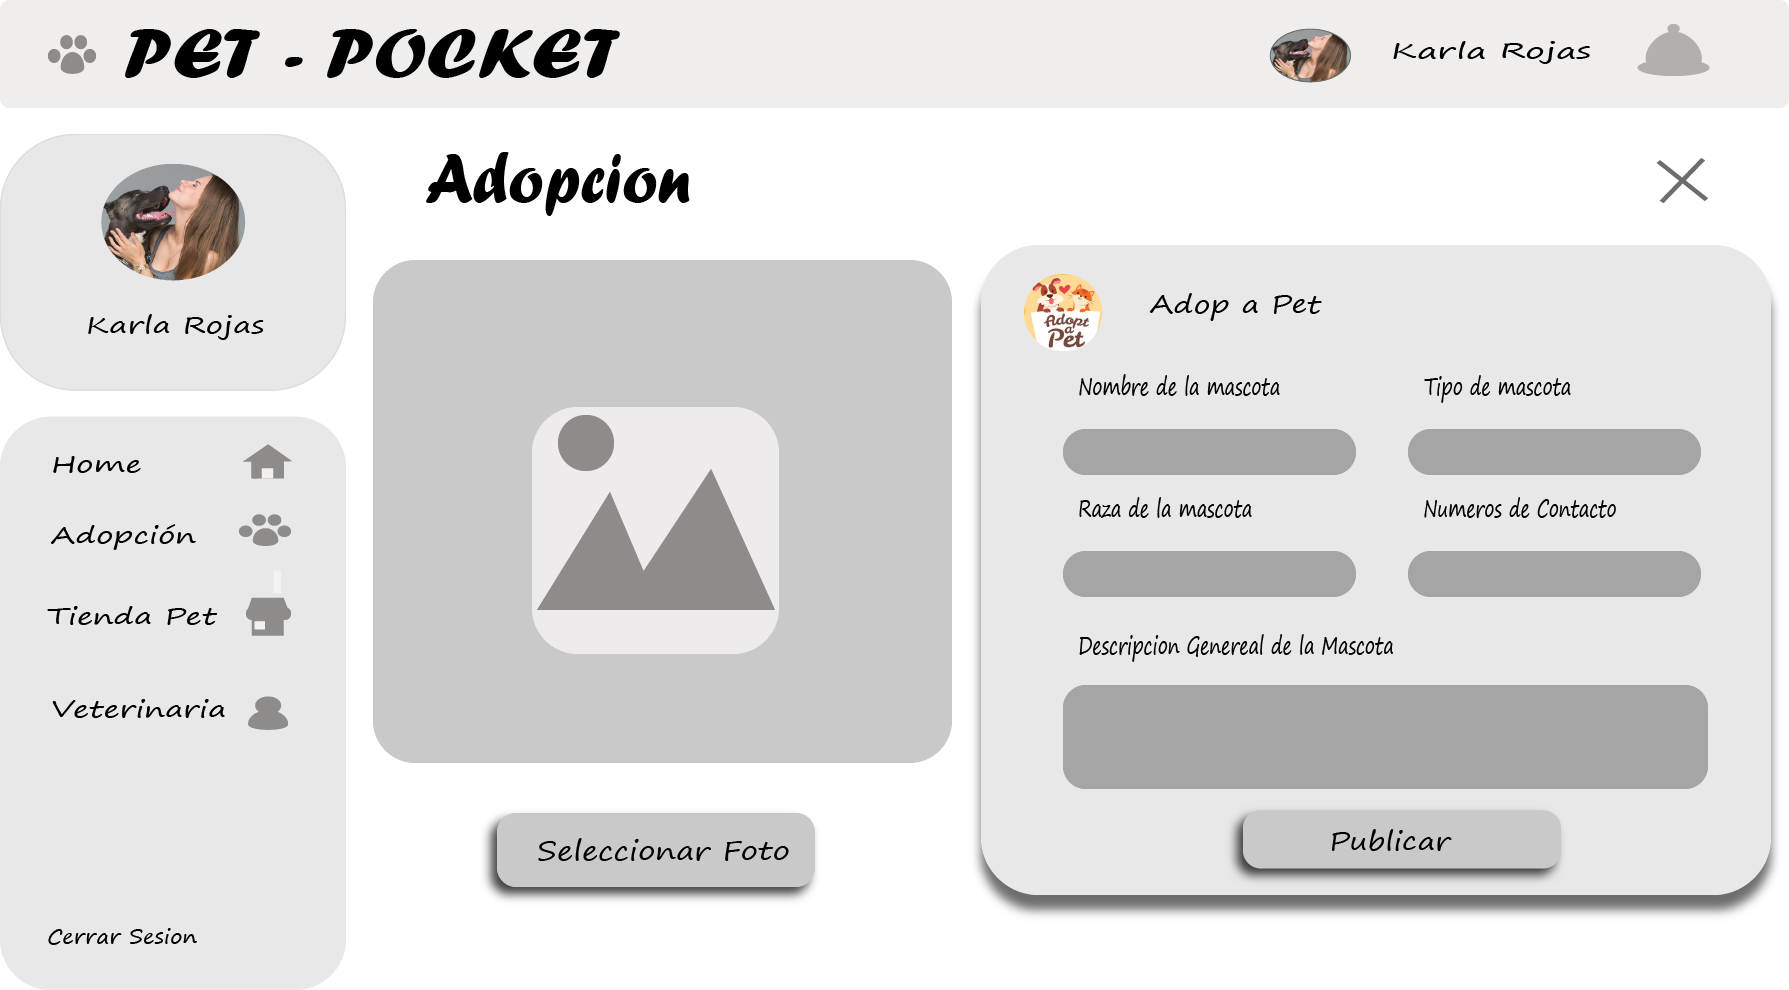 PET - POCKET
Karla Rojas
Karla Rojas
Home
Adopción
Tienda Pet
Veterinaria
Cerrar Sesion
Adopcion
Seleccionar Foto
Adopt
a
Pet
Adop a Pet
Nombre de la mascota
Tipo de mascota
Raza de la mascota
Numeros de Contacto
Descripcion Genereal de la Mascota
Publicar